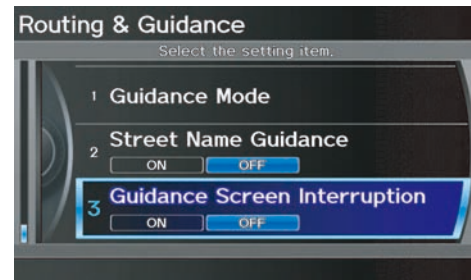 Routing & Guidance
Select the setting item.
1 Guidance Mode
2 Street Name Guidance
ON OFF
3 Guidance Screen Interruption
ON OFF